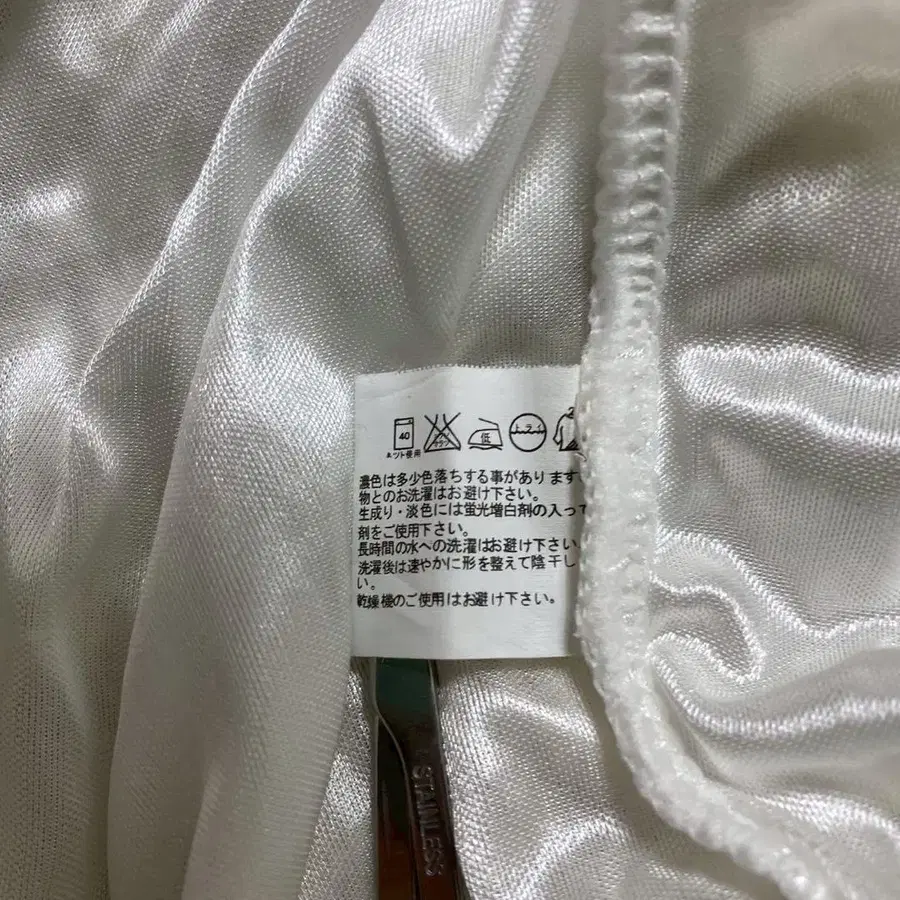 40
ネット使用
低
ドライ
濃色は多少色落ちする事があります
物とのお洗濯はお避け下さい。
生成り・淡色には蛍光増白剤の入って
剤をご使用下さい。
長時間の水への洗濯はお避け下さい
洗濯後は速やかに形を整えて陰干し
い。
乾燥機のご使用はお避け下さい。
STAINLESS